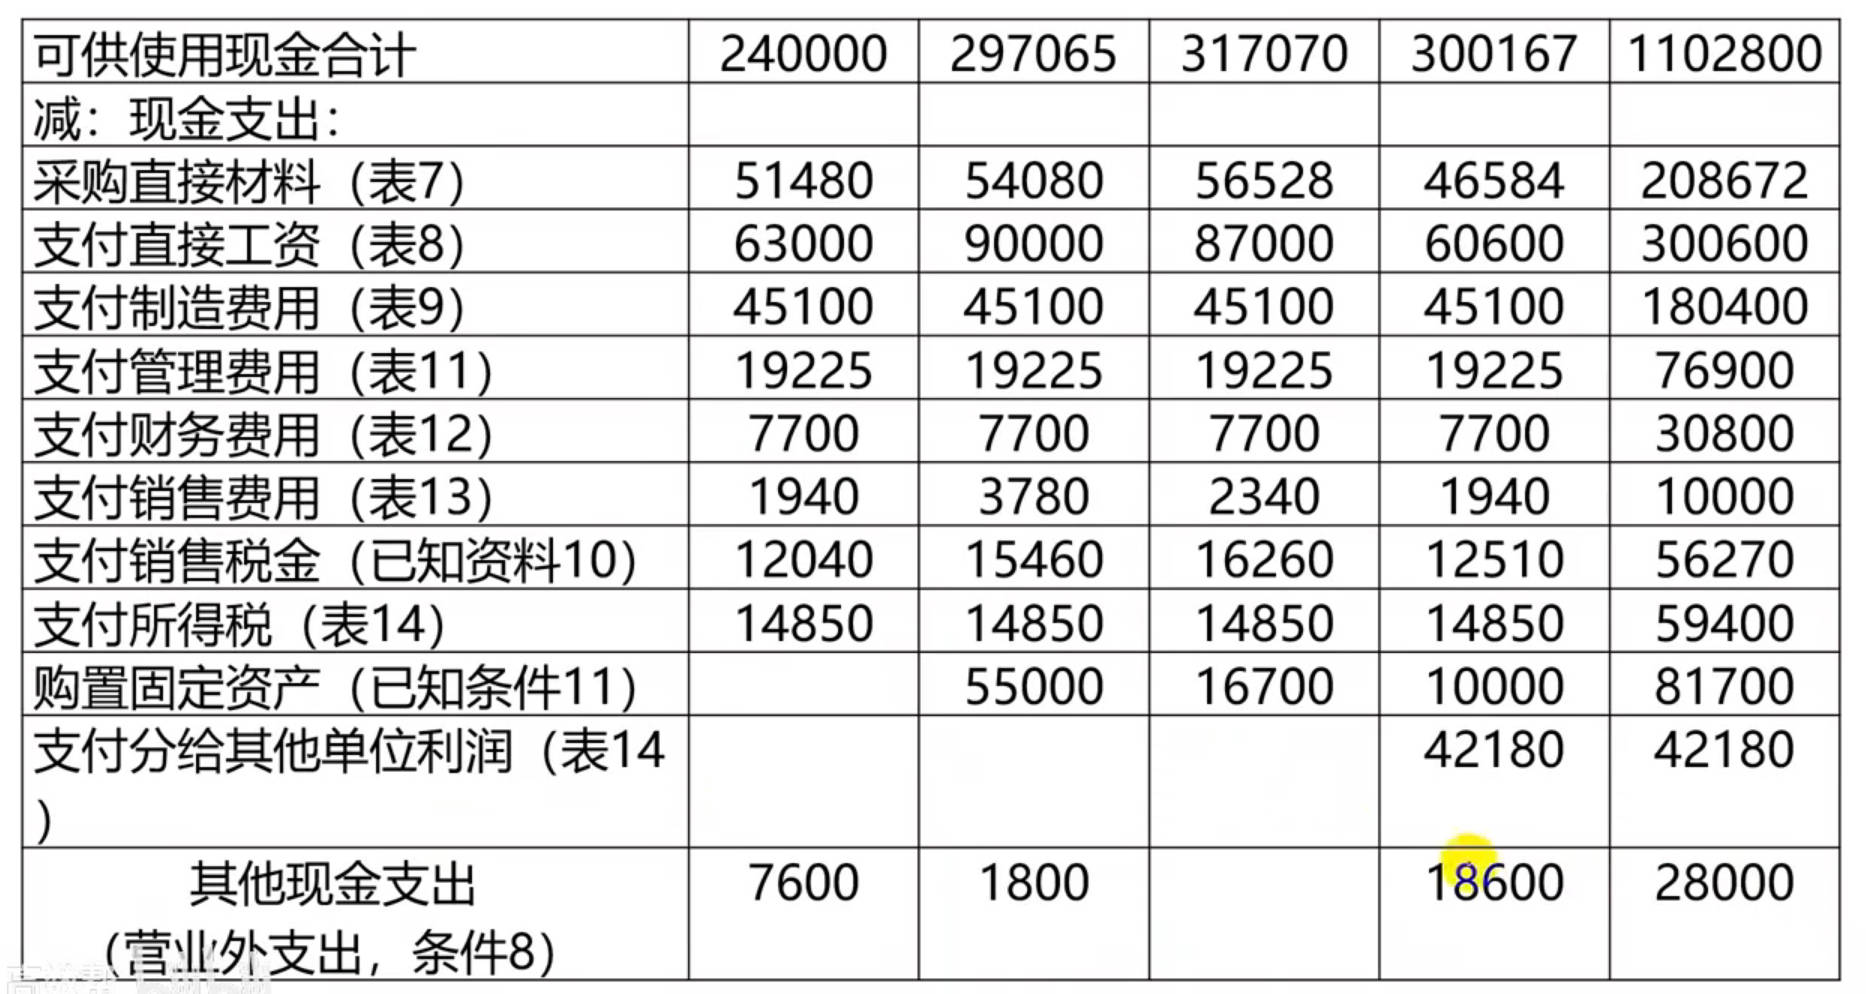 可供使用现金合计 240000 297065 317070 300167 1102800
减：现金支出：
采购直接材料（表7） 51480 54080 56528 46584 208672
支付直接工资（表8） 63000 90000 87000 60600 300600
支付制造费用（表9） 45100 45100 45100 45100 180400
支付管理费用（表11） 19225 19225 19225 19225 76900
支付财务费用（表12） 7700 7700 7700 7700 30800
支付销售费用（表13） 1940 3780 2340 1940 10000
支付销售税金（已知资料10） 12040 15460 16260 12510 56270
支付所得税（表14） 14850 14850 14850 14850 59400
购置固定资产（已知条件11） 55000 16700 10000 81700
支付分给其他单位利润（表14 42180 42180
）
其他现金支出 7600 1800 18600 28000
（营业外支出，条件8）